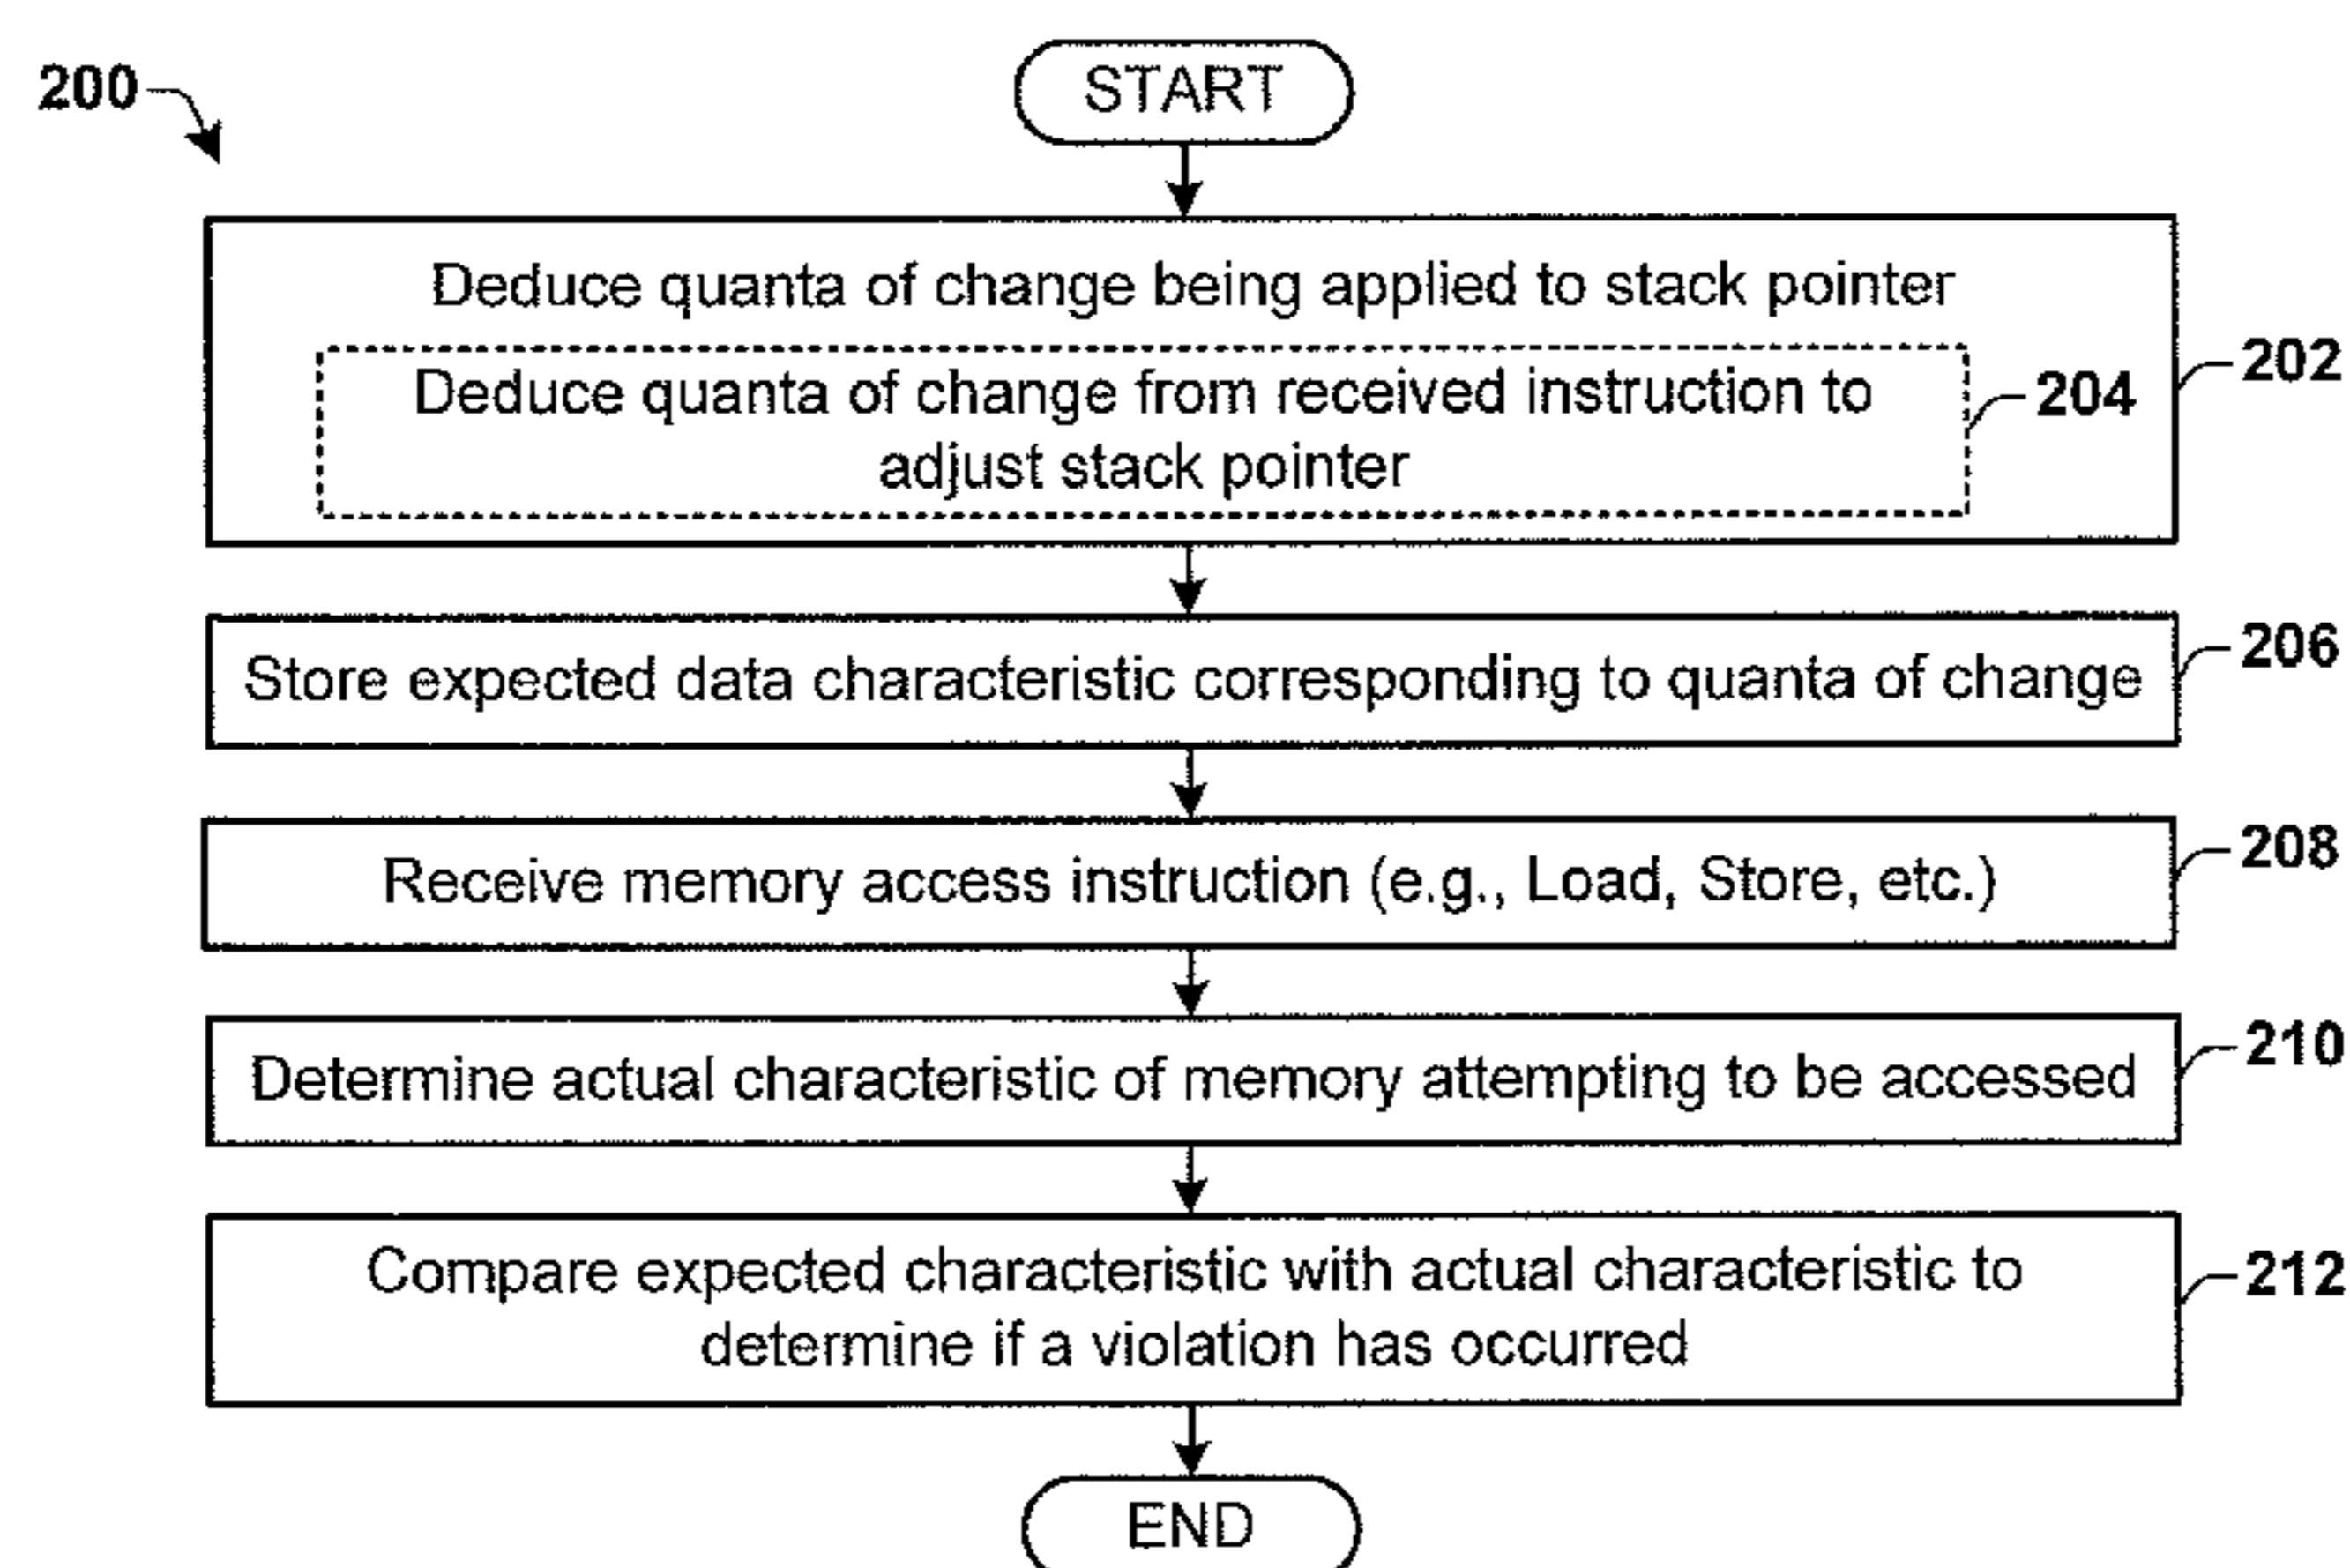 200
START
Deduce quanta of change being applied to stack pointer
202
Deduce quanta of change from received instruction to
adjust stack pointer
204
Store expected data characteristic corresponding to quanta of change
206
Receive memory access instruction (e.g., Load, Store, etc.)
208
Determine actual characteristic of memory attempting to be accessed
210
Compare expected characteristic with actual characteristic to
determine if a violation has occurred
212
END